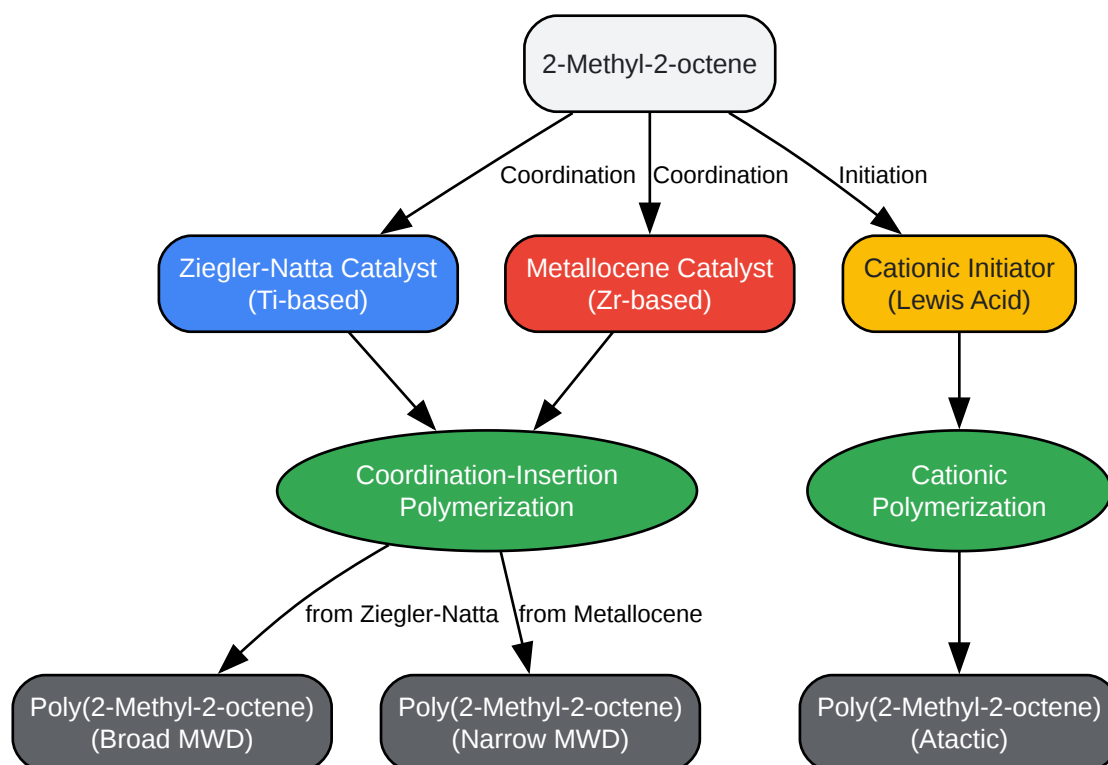 2-Methyl-2-octene
Coordination
Coordination
Initiation
Ziegler-Natta Catalyst
(Ti-based)
Metallocene Catalyst
(Zr-based)
Cationic Initiator
(Lewis Acid)
Coordination-Insertion
Polymerization
Cationic
Polymerization
from Ziegler-Natta
from Metallocene
Poly(2-Methyl-2-octene)
(Broad MWD)
Poly(2-Methyl-2-octene)
(Narrow MWD)
Poly(2-Methyl-2-octene)
(Atactic)